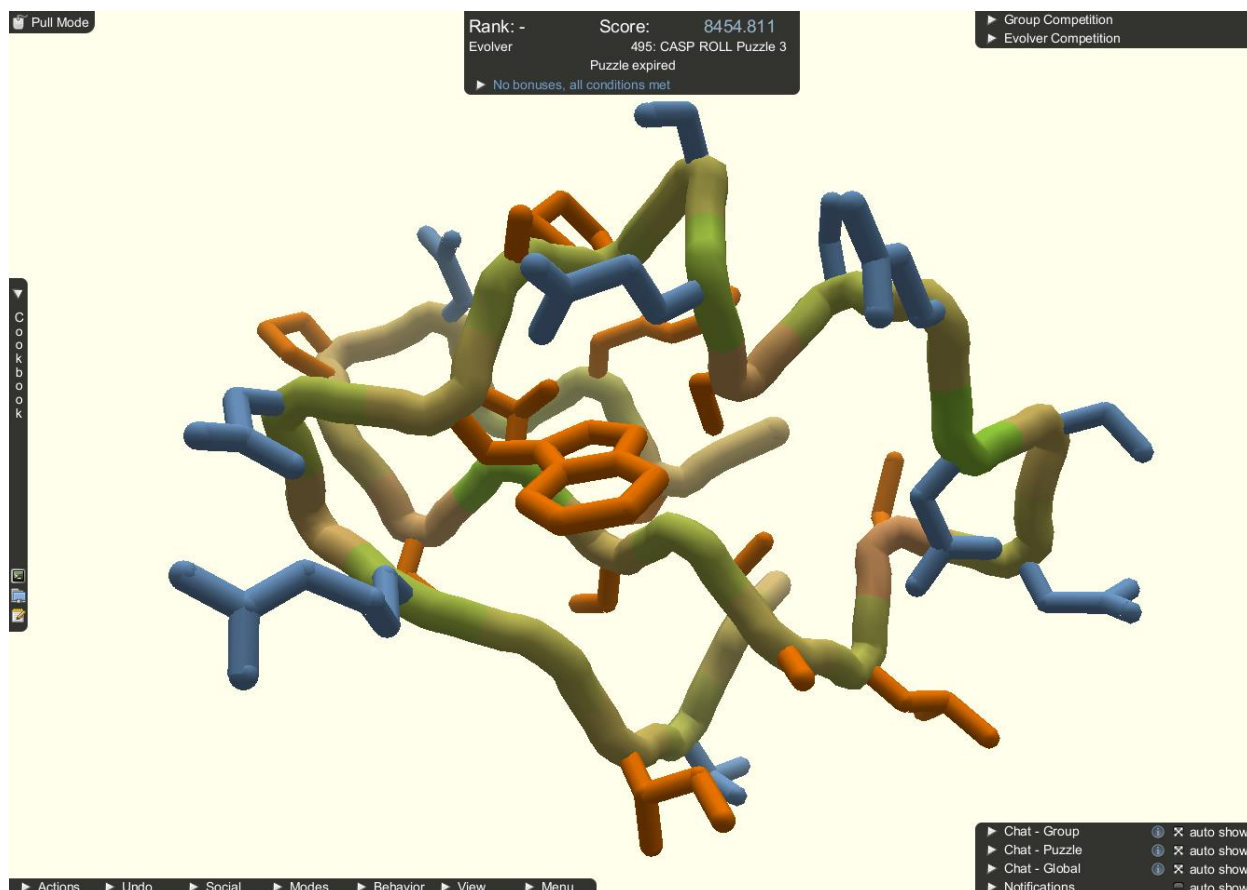 Pull Mode
Rank: - Score: 8454.811
Evolver 495: CASP ROLL Puzzle 3
Puzzle expired
No bonuses, all conditions met
Group Competition
Evolver Competition
Cookbook
Chat - Group auto show
Chat - Puzzle auto show
Chat - Global auto show
Notifications auto show
Actions Undo Social Modes Behavior View Menu